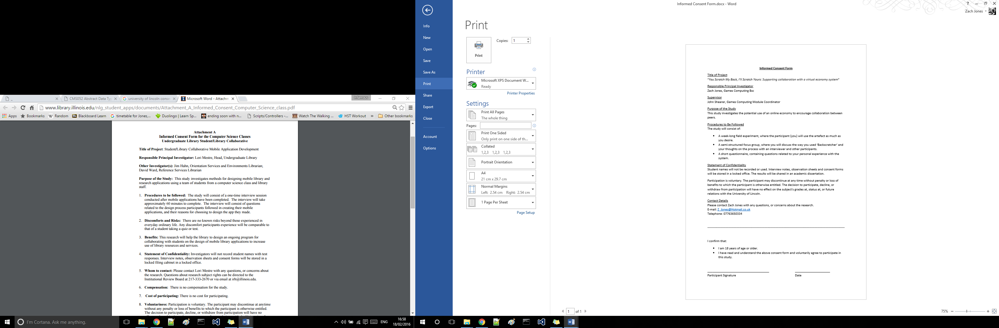 _
CMS052 Abstract Data Typ
university of lincoln conse
Microsoft Word - Attachm
Infamous
www.library.illinois.edu/nlg_student_apps/documents/Attachment_A_Informed_Consent_Computer_Science_class.pdf
Apps
Bookmarks
W Random
Bb Blackboard Learn
G timetable for Jones,...
Duolingo | Learn Sp...
ending soon with n...
Scripts/Controllers -...
Watch The Walking ...
HST Workout
»
Other bookmarks
Attachment A
Informed Consent Form for the Computer Science Classes
Undergraduate Library Student/Library Collaborative
Title of Project: Student/Library Collaborative Mobile Application Development
Responsible Principal Investigator: Lori Mestre, Head, Undergraduate Library
Other Investigator(s): Jim Hahn, Orientation Services and Environments Librarian;
David Ward, Reference Services Librarian
Purpose of the Study: This study investigates methods for designing mobile library and
research applications using a team of students from a computer science class and library
staff.
1. Procedures to be followed: The study will consist of a one-time interview session
conducted after mobile applications have been completed. The interview will take
approximately 60 minutes to complete. The interview will consist of questions
related to the design process participants followed in creating their mobile
applications, and their reasons for choosing to design the app they made.
2. Discomforts and Risks: There are no known risks beyond those experienced in
everyday ordinary life. Any discomfort participants experience will be comparable to
that of a student taking a quiz or test.
3. Benefits: This research will help the library to design an ongoing program for
collaborating with students on the design of mobile library applications to increase
use of library resources and services.
4. Statement of Confidentiality: Investigators will not record student names with test
responses. Interview notes, observation sheets and consent forms will be stored in a
locked filing cabinet in a locked office.
5. Whom to contact: Please contact Lori Mestre with any questions, or concerns about
the research. Questions about research subject rights can be directed to the
Institutional Review Board at 217-333-2670 or via email at irb@illinois.edu.
6. Compensation: There is no compensation for the study.
7. Cost of participating: There is no cost for participating.
8. Voluntariness: Participation is voluntary. The participant may discontinue at anytime
without any penalty or loss of benefits to which the participant is otherwise entitled.
The decision to participate, decline, or withdraw from participation will have no
I'm Cortana. Ask me anything.
ENG
16:58
18/02/2016
Informed Consent Form.docx - Word
?
Zach Jones
Info
New
Open
Save
Save As
Print
Share
Export
Close
Account
Options
Print
Print
Copies: 1
Printer
Microsoft XPS Document W...
Ready
Printer Properties
Settings
Print All Pages
The whole thing
Pages:
Print One Sided
Only print on one side of th...
Collated
1,2,3 1,2,3 1,2,3
Portrait Orientation
A4
21 cm x 29.7 cm
Normal Margins
Left: 2.54 cm Right: 2.54 cm
1 Page Per Sheet
Page Setup
Informed Consent Form
Title of Project
"You Scratch My Back, I'll Scratch Yours: Supporting collaboration with a virtual economy system"
Responsible Principal Investigator
Zach Jones, Games Computing Bsc
Supervisor
John Shearer, Games Computing Module Coordinator
Purpose of the Study
This study investigates the potential use of an online economy to encourage collaboration between
peers.
Procedures to Be Followed
The study will consist of:
• A week-long field experiment, where the participant (you) will use the artefact as much as
you desire.
• A semi-structured focus group, where you will discuss the way you used 'Backscratcher' and
your thoughts on the process with an interviewer and other participants.
• A short questionnaire, containing questions related to your personal experience with the
system.
Statement of Confidentiality
Student names will not be recorded or used. Interview notes, observation sheets and consent forms
will be stored in a locked office. The results will be shared in an academic dissertation.
Participation is voluntary. The participant may discontinue at any time without penalty or loss of
benefits to which the participant is otherwise entitled. The decision to participate, decline, or
withdraw from participation will have no effect on the subject's grades at, status at, or future
relations with the University of Lincoln.
Contact Details
Please contact Zach Jones with any questions, or concerns about the research.
E-mail: Z_Jones@Hotmail.co.uk
Telephone: 07763650334
I confirm that:
• I am 18 years of age or older.
• I have read and understand the above consent form and voluntarily agree to participate in
this study.
Participant Signature
Date
1 of 1
75%